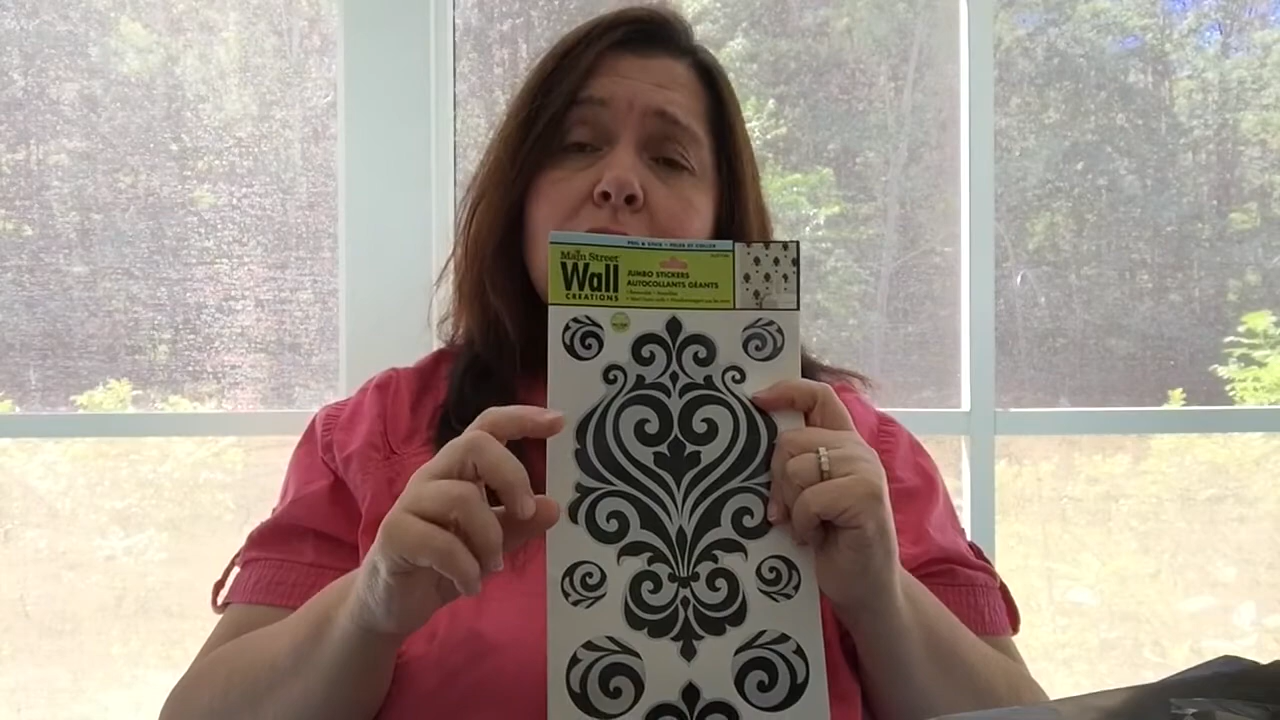 PEEL & STICK • PELER ET COLLER
Main Street
Wall
CREATIONS
JUMBO STICKERS
AUTOCOLLANTS GÉANTS